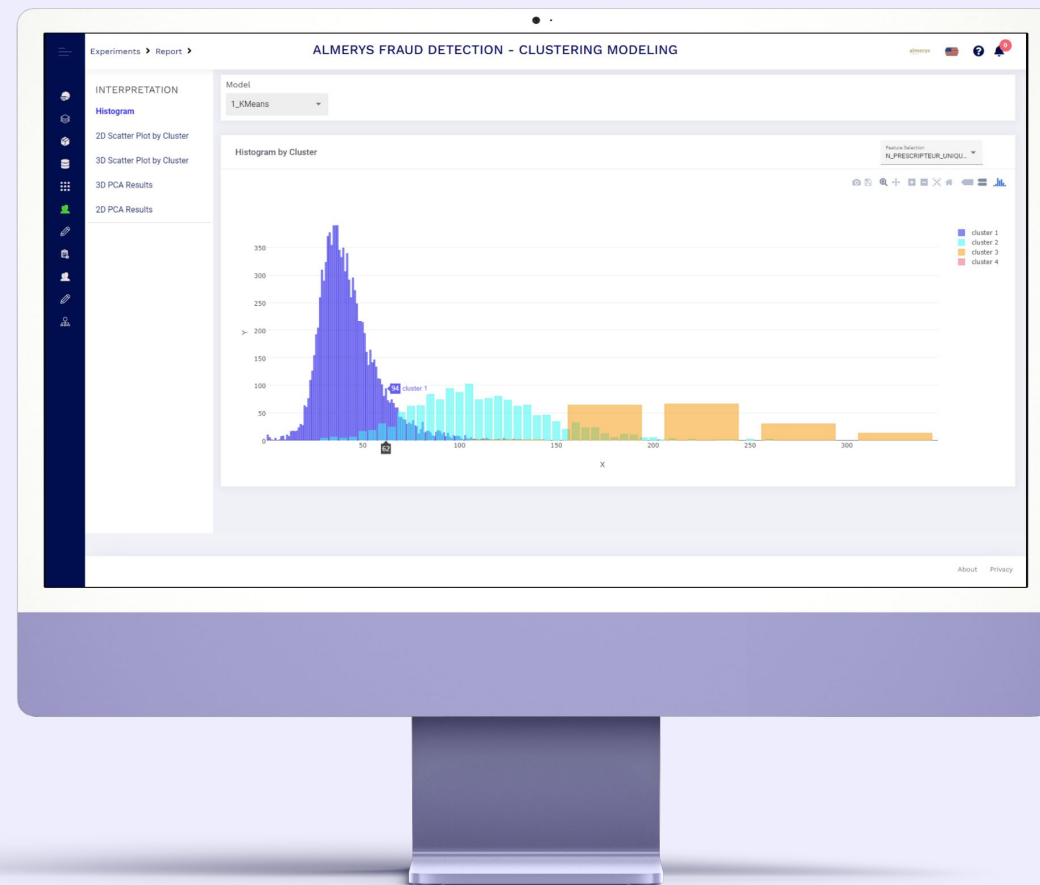 Experiments > Report >
ALMERYS FRAUD DETECTION - CLUSTERING MODELING
almerys
0
INTERPRETATION
Histogram
2D Scatter Plot by Cluster
3D Scatter Plot by Cluster
3D PCA Results
2D PCA Results
Model
1_KMeans
Histogram by Cluster
Feature Selection
N_PRESCRIPTEUR_UNIQU...
cluster 1
cluster 2
cluster 3
cluster 4
350
300
250
200
150
100
50
0
Y
94 cluster 1
50
62
100
150
200
250
300
X
About Privacy